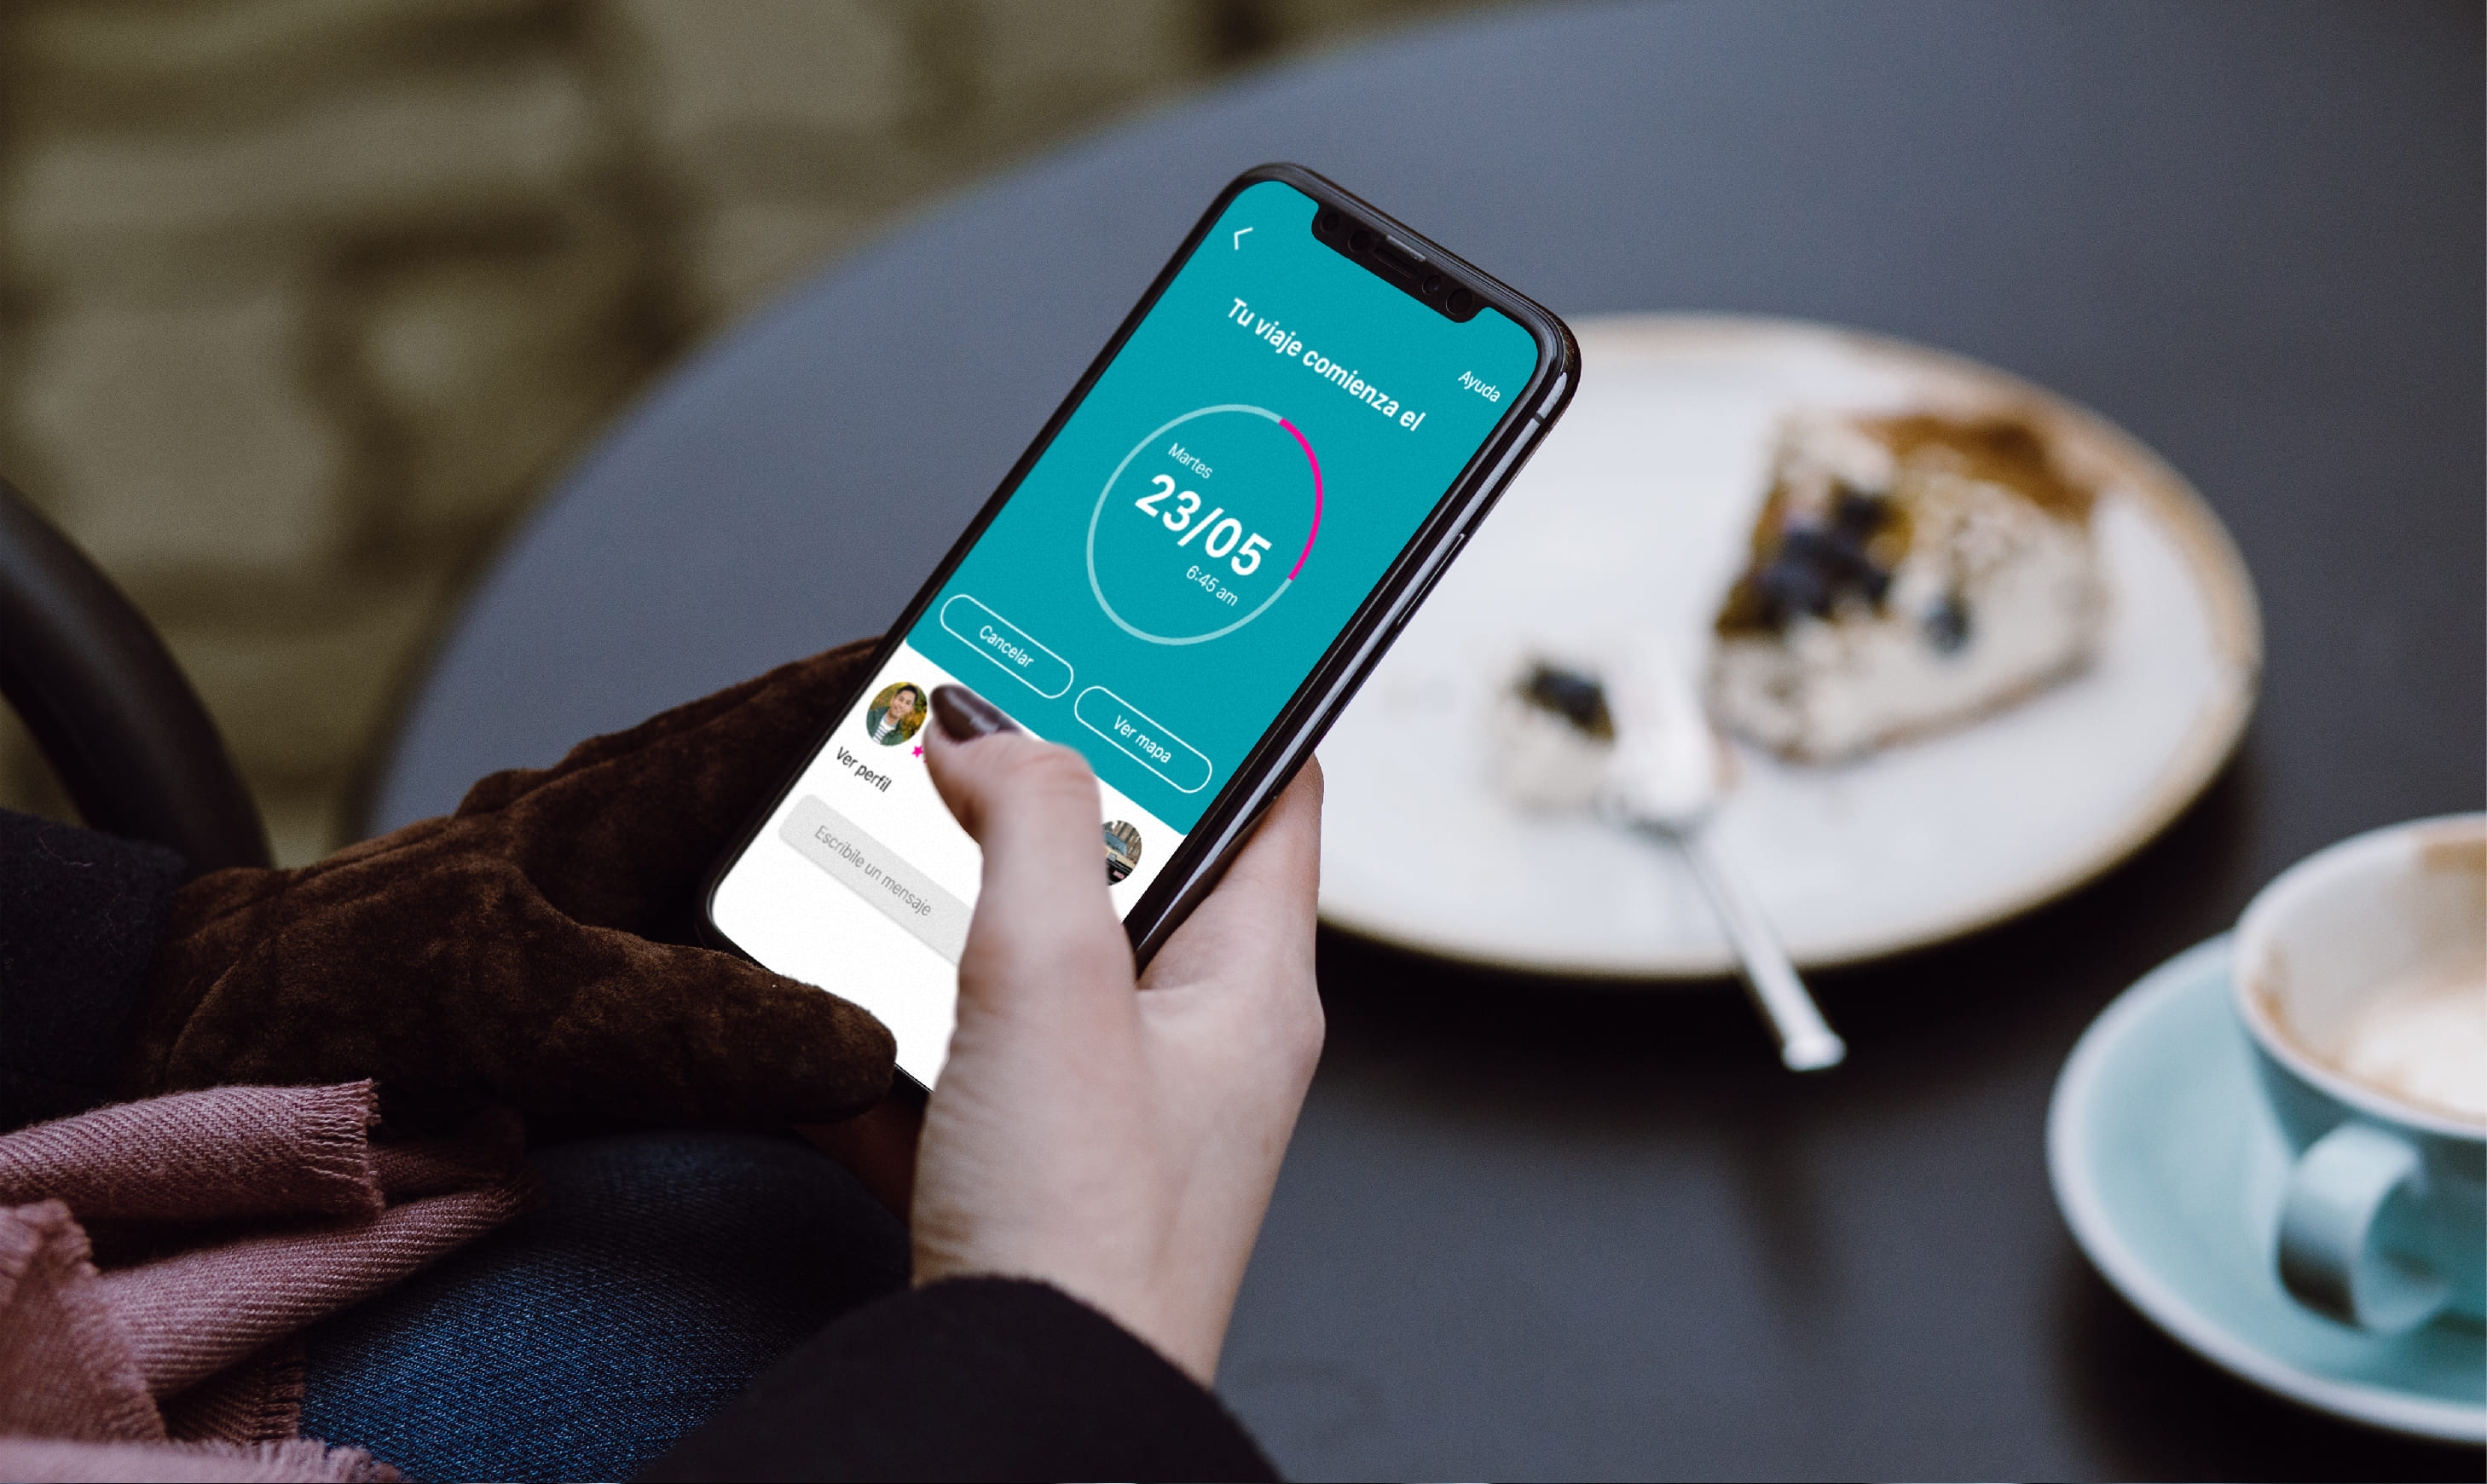 Ayuda
Tu viaje comienza el
Martes
23/05
6:45 am
Cancelar
Ver mapa
Ver perfil
Escribile un mensaje